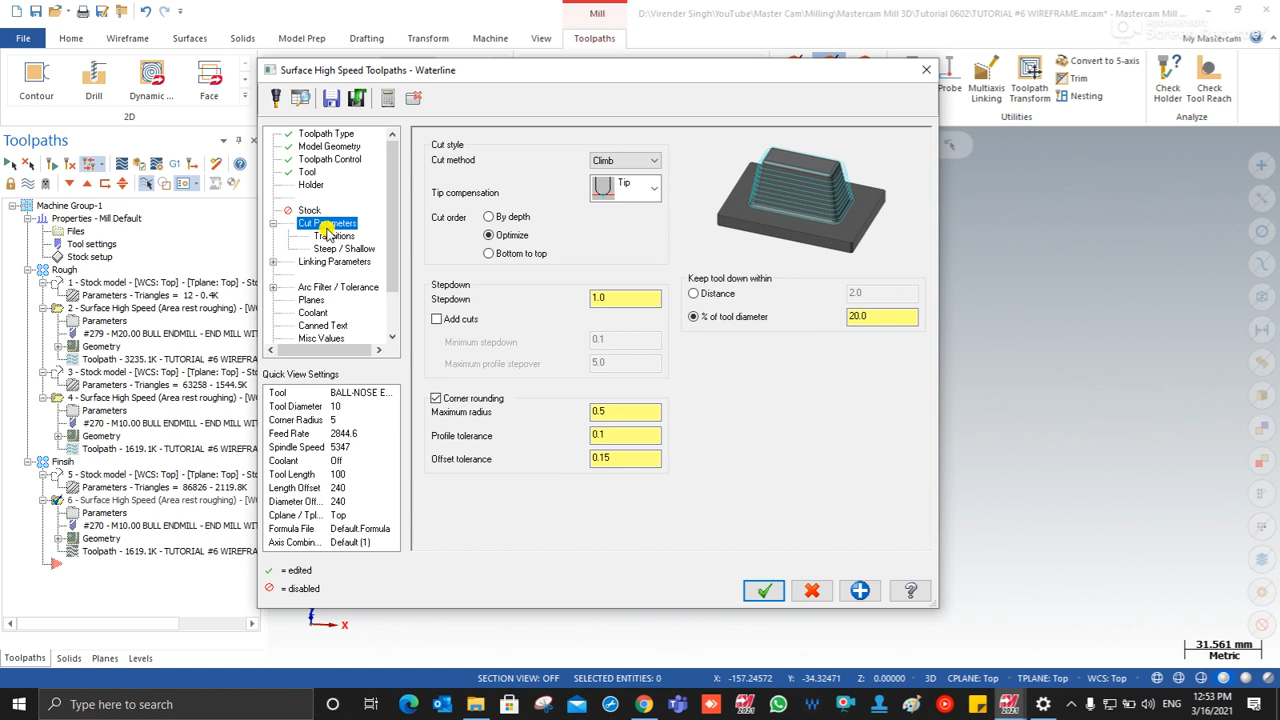 Mill
D:\Virender Singh\YouTube\Master Cam\Milling\Mastercam Mill 3D\Tutorial 0602\TUTORIAL #6 WIREFRAME.mcam* - Mastercam Mill ...
File
Home
Wireframe
Surfaces
Solids
Model Prep
Drafting
Transform
Machine
View
Toolpaths
My Mastercam
Contour
Drill
Dynamic ...
Face
2D
Probe
Multiaxis Linking
Toolpath Transform
Convert to 5-axis
Trim
Nesting
Utilities
Check Holder
Check Tool Reach
Analyze
Toolpaths
G1
Machine Group-1
Properties - Mill Default
Files
Tool settings
Stock setup
Rough
1 - Stock model - [WCS: Top] - [Tplane: Top] - St
Parameters - Triangles = 12 - 0.4K
2 - Surface High Speed (Area rest roughing) - [W
Parameters
#279 - M20.00 BULL ENDMILL - END MILL WIT
Geometry
Toolpath - 3235.1K - TUTORIAL #6 WIREFRAM
3 - Stock model - [WCS: Top] - [Tplane: Top] - St
Parameters - Triangles = 63258 - 1544.5K
4 - Surface High Speed (Area rest roughing) - [W
Parameters
#270 - M10.00 BULL ENDMILL - END MILL WIT
Geometry
Toolpath - 1619.1K - TUTORIAL #6 WIREFRAM
Finsih
5 - Stock model - [WCS: Top] - [Tplane: Top] - St
Parameters - Triangles = 86826 - 2119.8K
6 - Surface High Speed (Area rest roughing) - [W
Parameters
#270 - M10.00 BULL ENDMILL - END MILL WIT
Geometry
Toolpath - 1619.1K - TUTORIAL #6 WIREFRAM
Toolpaths
Solids
Planes
Levels
Surface High Speed Toolpaths - Waterline
Toolpath Type
Model Geometry
Toolpath Control
Tool
Holder
Stock
Cut Parameters
Transitions
Steep / Shallow
Linking Parameters
Arc Filter / Tolerance
Planes
Coolant
Canned Text
Misc Values
Quick View Settings
Tool BALL-NOSE E...
Tool Diameter 10
Corner Radius 5
Feed Rate 2844.6
Spindle Speed 5347
Coolant Off
Tool Length 100
Length Offset 240
Diameter Off... 240
Cplane / Tpl... Top
Formula File Default.Formula
Axis Combin... Default (1)
= edited
= disabled
Cut style
Cut method Climb
Tip compensation Tip
Cut order By depth
Optimize
Bottom to top
Stepdown
Stepdown 1.0
Add cuts
Minimum stepdown 0.1
Maximum profile stepover 5.0
Corner rounding
Maximum radius 0.5
Profile tolerance 0.1
Offset tolerance 0.15
Keep tool down within
Distance 2.0
% of tool diameter 20.0
X
31.561 mm
Metric
SECTION VIEW: OFF SELECTED ENTITIES: 0 X: -157.24572 Y: -34.32471 Z: 0.00000 3D CPLANE: Top TPLANE: Top WCS: Top
Type here to search
ENG
12:53 PM
3/16/2021